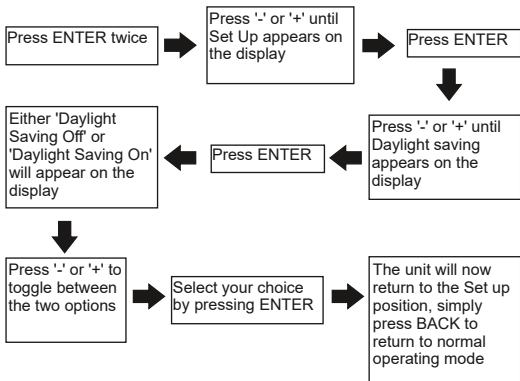 Press ENTER twice
Press '-' or '+' until
Set Up appears on
the display
Press ENTER
Press '-' or '+' until
Daylight saving
appears on the
display
Press ENTER
Either 'Daylight
Saving Off' or
'Daylight Saving On'
will appear on the
display
Press '-' or '+' to
toggle between
the two options
Select your choice
by pressing ENTER
The unit will now
return to the Set up
position, simply
press BACK to
return to normal
operating mode